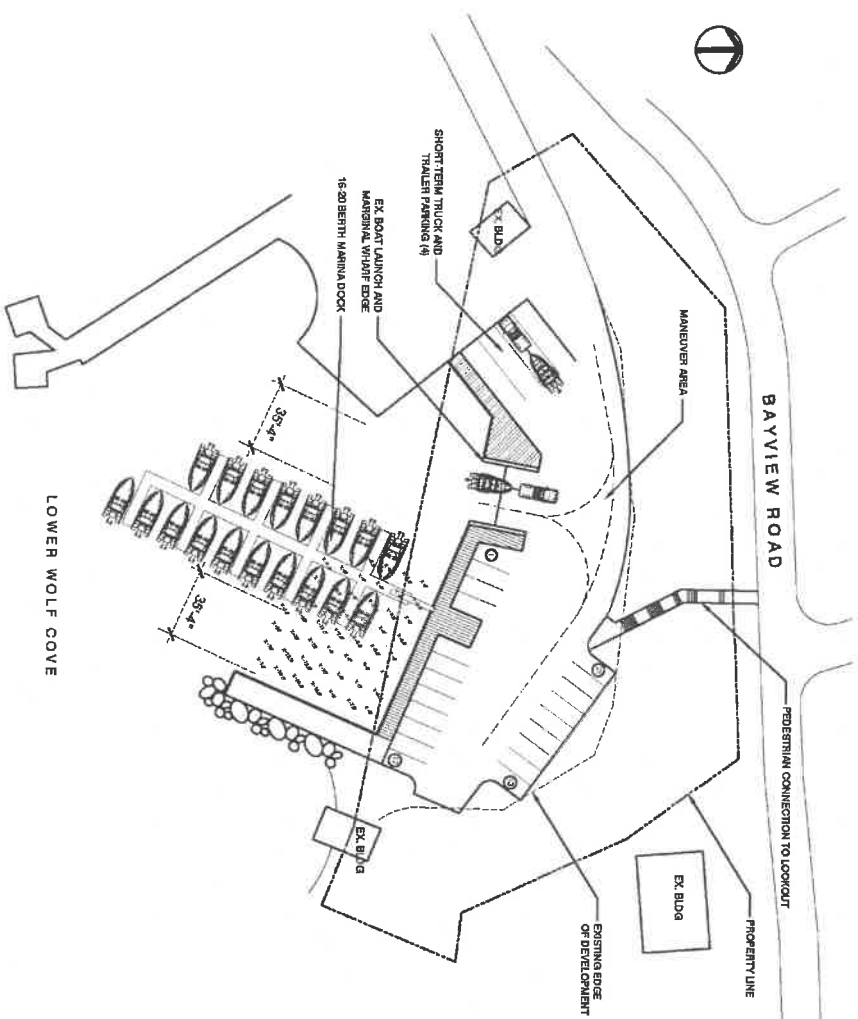 BAYVIEW ROAD
PEDESTRIAN CONNECTION TO LOOKOUT
PROPERTY LINE
MANEUVER AREA
EX. BLDG
EXISTING EDGE
OF DEVELOPMENT
SHORT-TERM TRUCK AND
TRAILER PARKING (4)
EX. BLDG
EX. BOAT LAUNCH AND
MARGINAL WHARF EDGE
16-20 BERTH MARINA DOCK
EX. BLDG
35'4"
35'4"
LOWER WOLF COVE